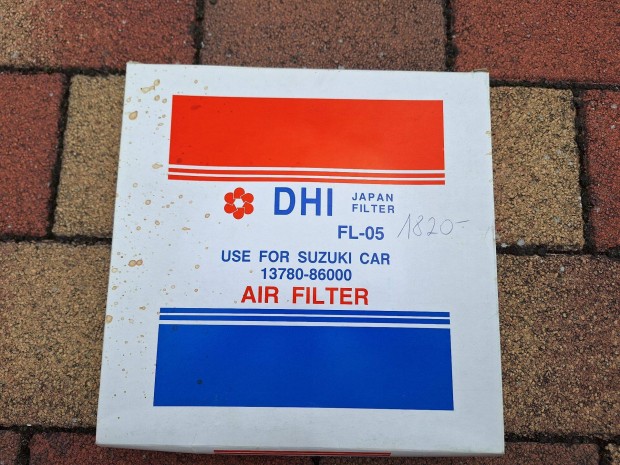 DHI JAPAN FILTER
FL-05 1820-
USE FOR SUZUKI CAR
13780-86000
AIR FILTER